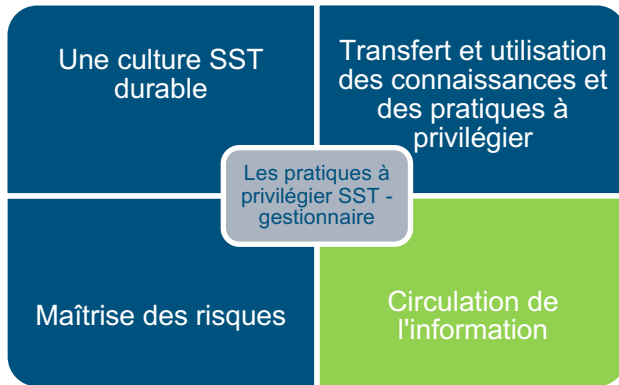 Une culture SST
durable
Transfert et utilisation
des connaissances et
des pratiques à
privilégier
Les pratiques à
privilégier SST -
gestionnaire
Maîtrise des risques
Circulation de
l'information